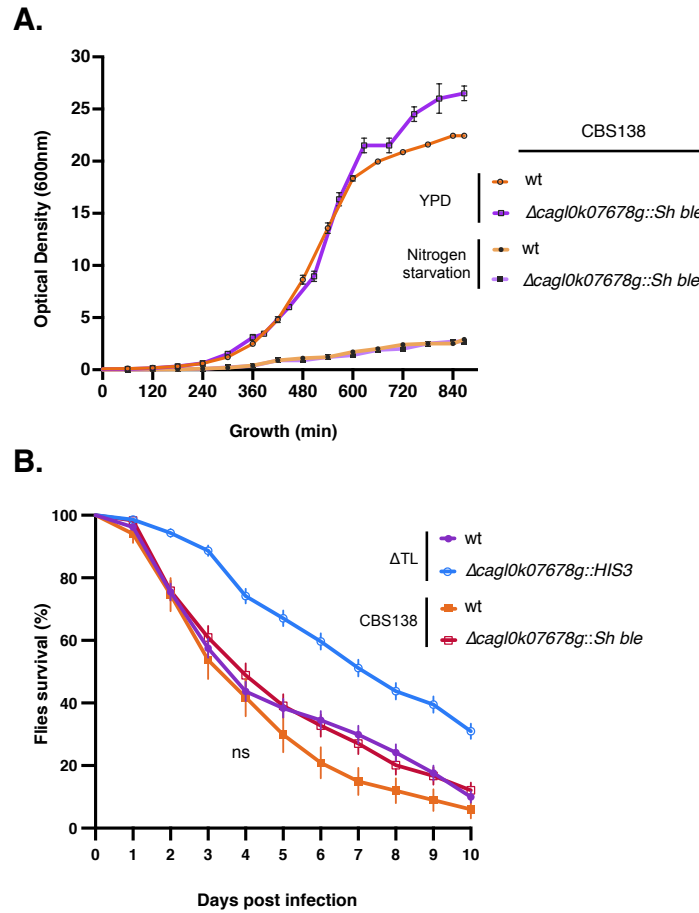 A.
30
25
20
15
10
5
0
Optical Density (600nm)
0 120 240 360 480 600 720 840
Growth (min)
CBS138
YPD
wt
Δcagl0k07678g::Sh ble
Nitrogen
starvation
wt
Δcagl0k07678g::Sh ble
B.
100
80
60
40
20
0
Flies survival (%)
ns
0 1 2 3 4 5 6 7 8 9 10
Days post infection
ΔTL
wt
Δcagl0k07678g::HIS3
CBS138
wt
Δcagl0k07678g::Sh ble